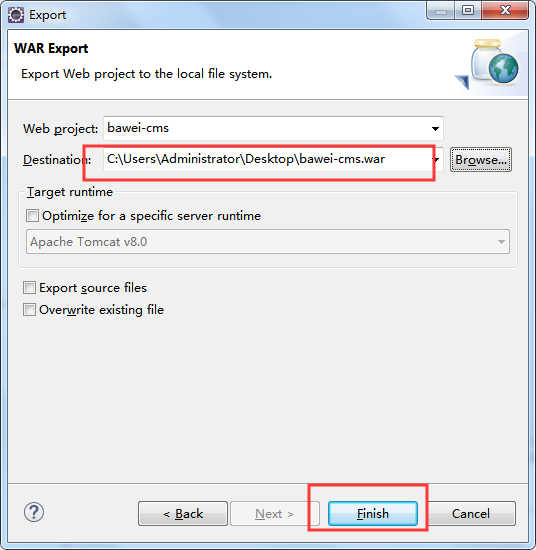 Export
WAR Export
Export Web project to the local file system.
Web project: bawei-cms
Destination: C:\Users\Administrator\Desktop\bawei-cms.war Browse...
Target runtime
Optimize for a specific server runtime
Apache Tomcat v8.0
Export source files
Overwrite existing file
? < Back Next > Finish Cancel